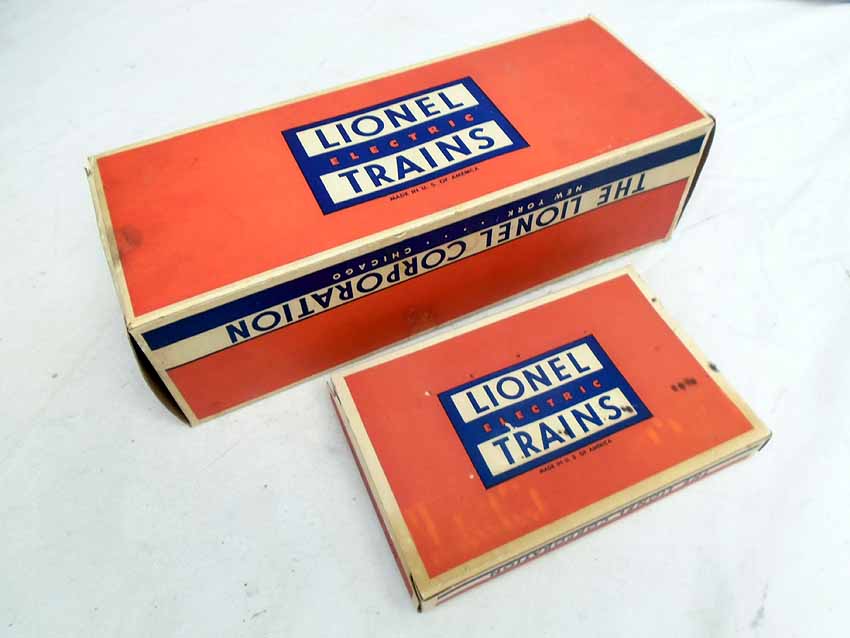 LIONEL
ELECTRIC
TRAINS
MADE IN U. S. OF AMERICA
THE LIONEL CORPORATION
NEW YORK . . . . . . CHICAGO
LIONEL
ELECTRIC
TRAINS
MADE IN U. S. OF AMERICA